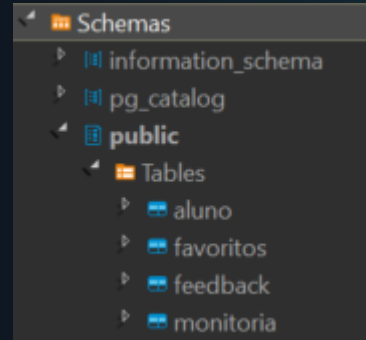 Schemas
information_schema
pg_catalog
public
Tables
aluno
favoritos
feedback
monitoria